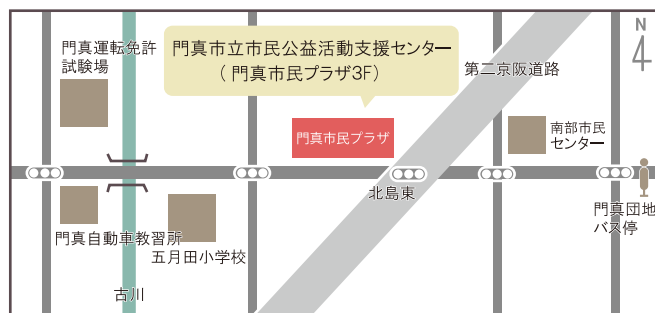 門真運転免許
試験場
門真市立市民公益活動支援センター
（門真市民プラザ3F）
N
第二京阪道路
門真市民プラザ
南部市民
センター
北島東
門真団地
バス停
門真自動車教習所
五月田小学校
古川